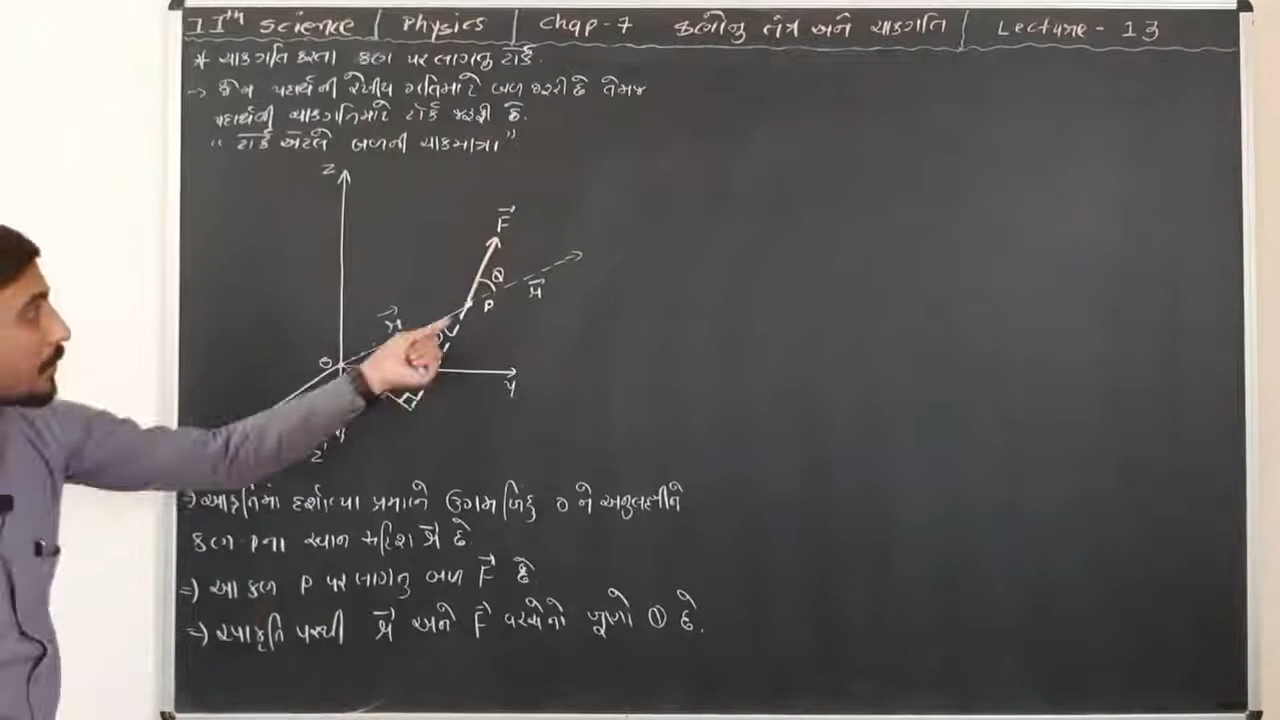 11th Science | Physics | Chap-7 કણોનું તંત્ર અને ચાકગતિ | Lecture - 13
* ચાકગતિ કરતા કણ પર લાગતુ ટોર્ક.
→ જેમ પદાર્થની રેખીય ગતિમાટે બળ જરૂરી છે તેમજ
પદાર્થની ચાકગતિમાટે ટોર્ક જરૂરી છે.
" ટોર્ક એટલે બળની ચાકમાત્રા"
Z
F
θ
r
P
r
O
y
⇒ આકૃતિમાં દર્શાવ્યા પ્રમાણે ઉગમબિંદુ O ને અનુલક્ષીને
કણ P ના સ્થાન સદિશ r છે.
⇒ આ કણ P પર લાગતુ બળ F છે
⇒ આકૃતિ પરથી r અને F વચ્ચેનો ખૂણો θ છે.